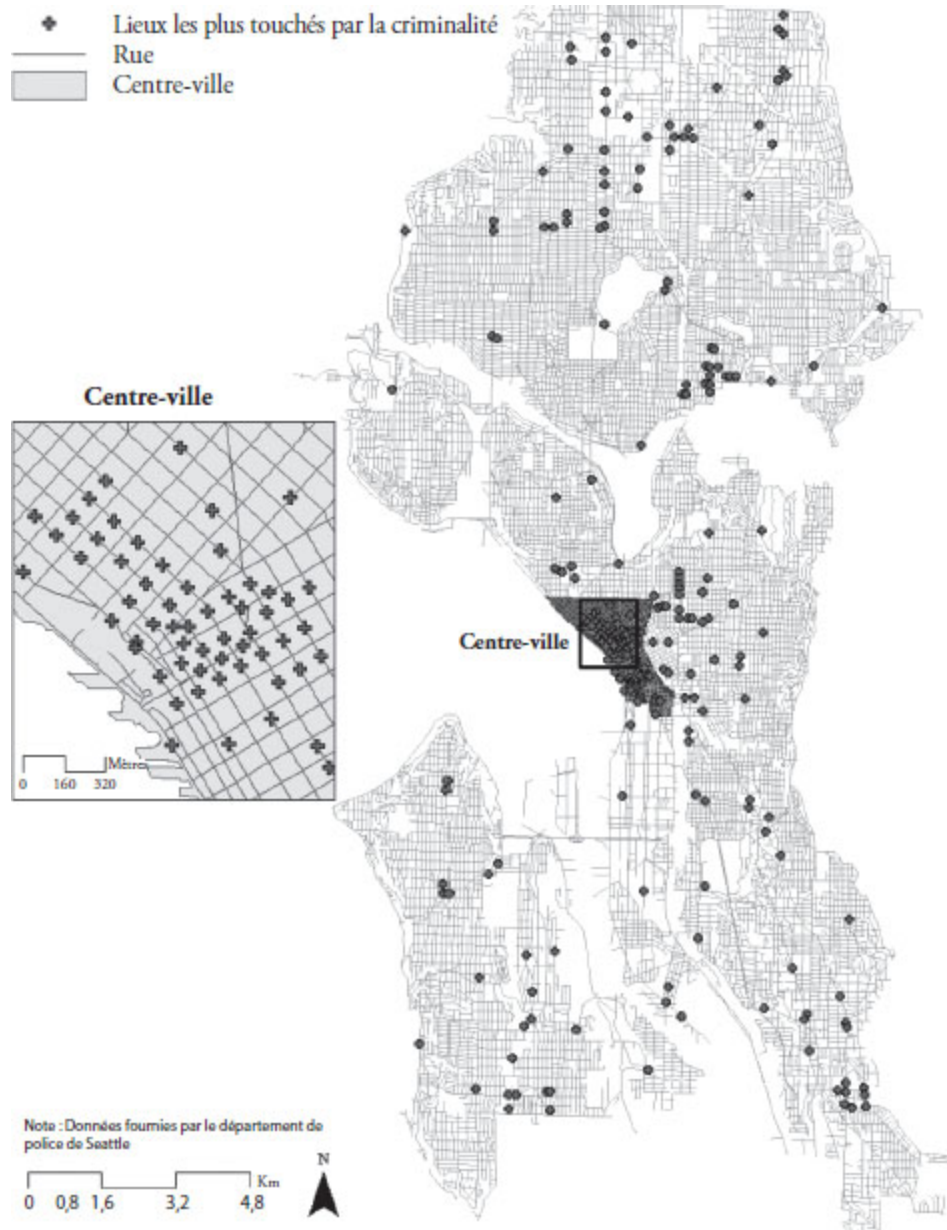 Lieux les plus touchés par la criminalité
Rue
Centre-ville
Centre-ville
Centre-ville
0 160 320
Note : Données fournies par le département de
police de Seattle
N
Km
0 0,8 1,6 3,2 4,8